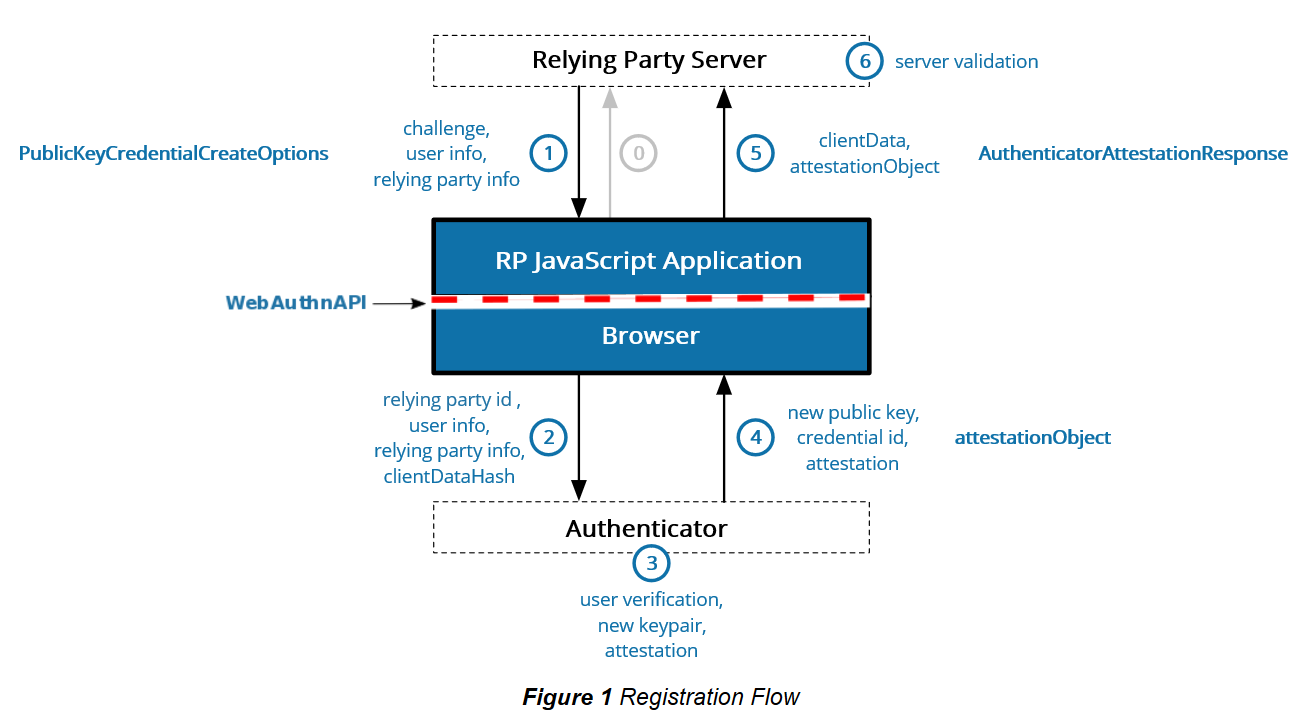 Relying Party Server
6 server validation
PublicKeyCredentialCreateOptions
challenge,
user info,
relying party info
1
0
5
clientData,
attestationObject
AuthenticatorAttestationResponse
RP JavaScript Application
WebAuthnAPI
Browser
relying party id ,
user info,
relying party info,
clientDataHash
2
4
new public key,
credential id,
attestation
attestationObject
Authenticator
3
user verification,
new keypair,
attestation
Figure 1 Registration Flow